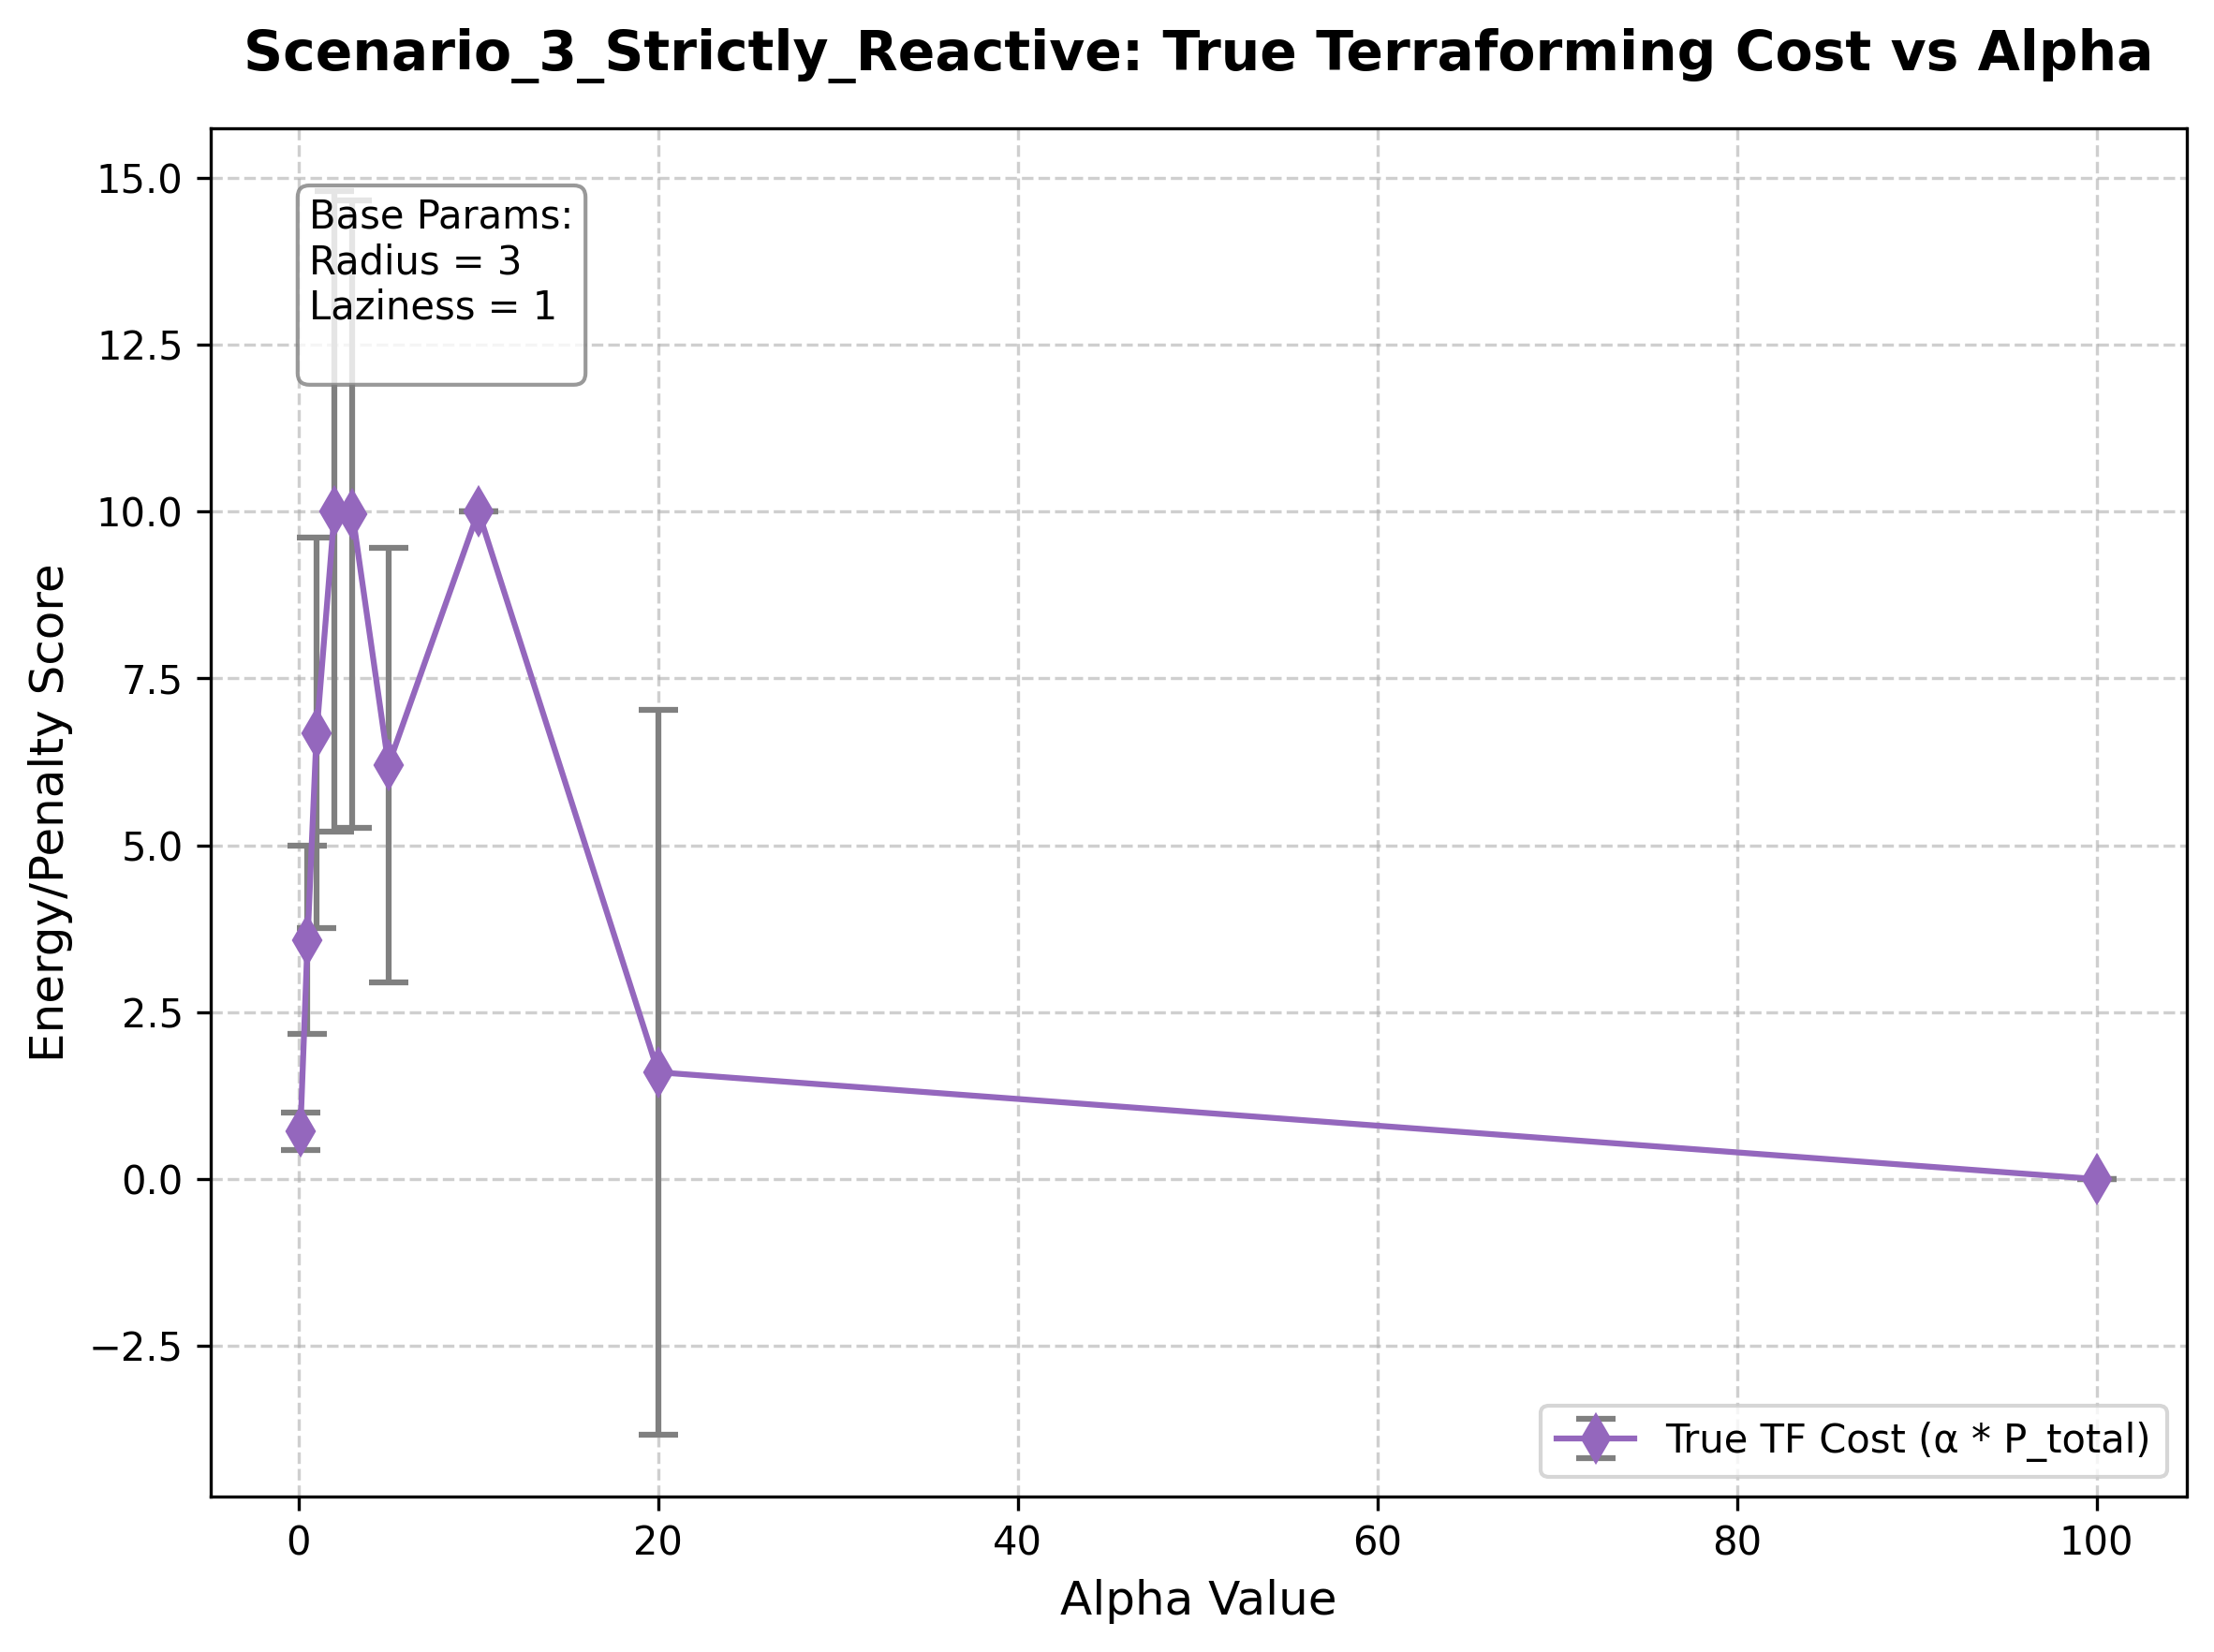 Scenario_3_Strictly_Reactive: True Terraforming Cost vs Alpha
Energy/Penalty Score
15.0
12.5
10.0
7.5
5.0
2.5
0.0
−2.5
Base Params:
Radius = 3
Laziness = 1
True TF Cost (α * P_total)
0
20
40
60
80
100
Alpha Value